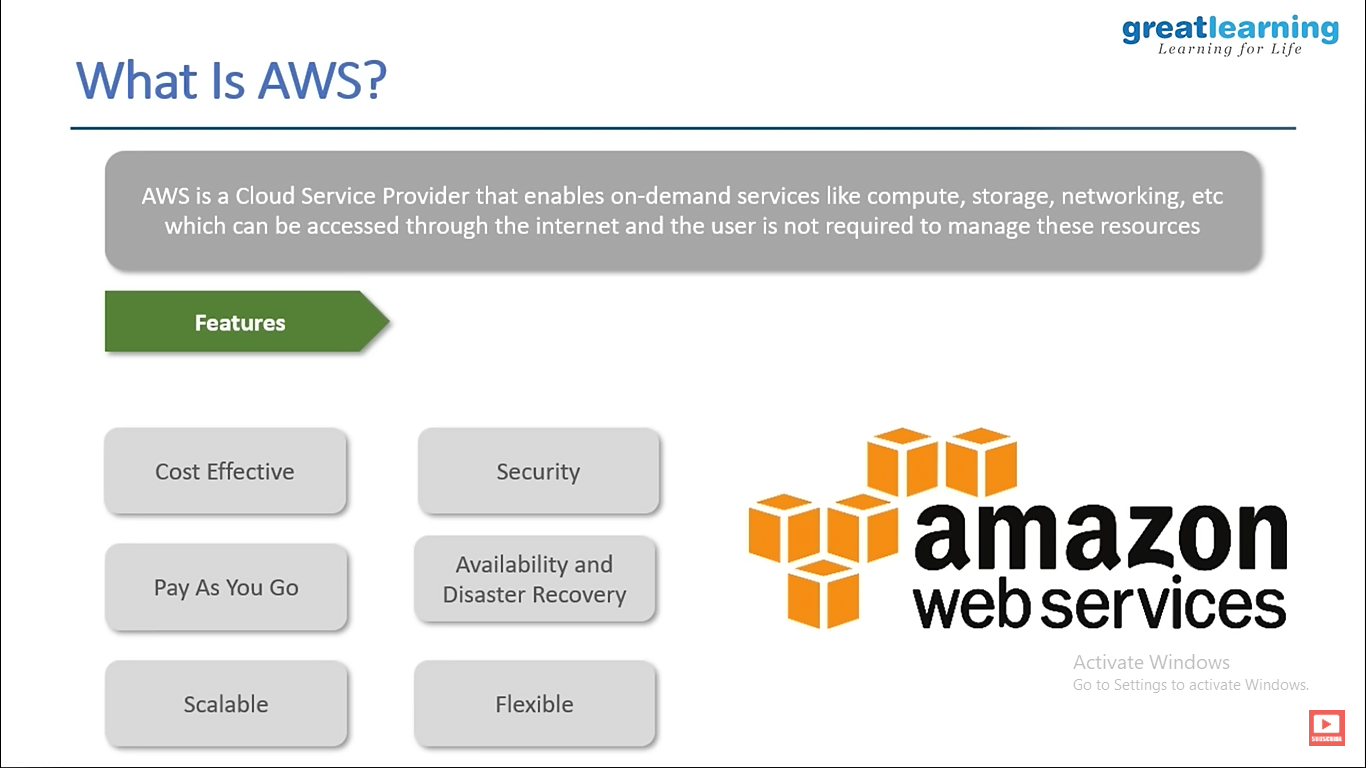 greatlearning
Learning for Life
What Is AWS?
AWS is a Cloud Service Provider that enables on-demand services like compute, storage, networking, etc
which can be accessed through the internet and the user is not required to manage these resources
Features
Cost Effective
Security
Pay As You Go
Availability and
Disaster Recovery
Scalable
Flexible
amazon
web services
Activate Windows
Go to Settings to activate Windows.
SUBSCRIBE